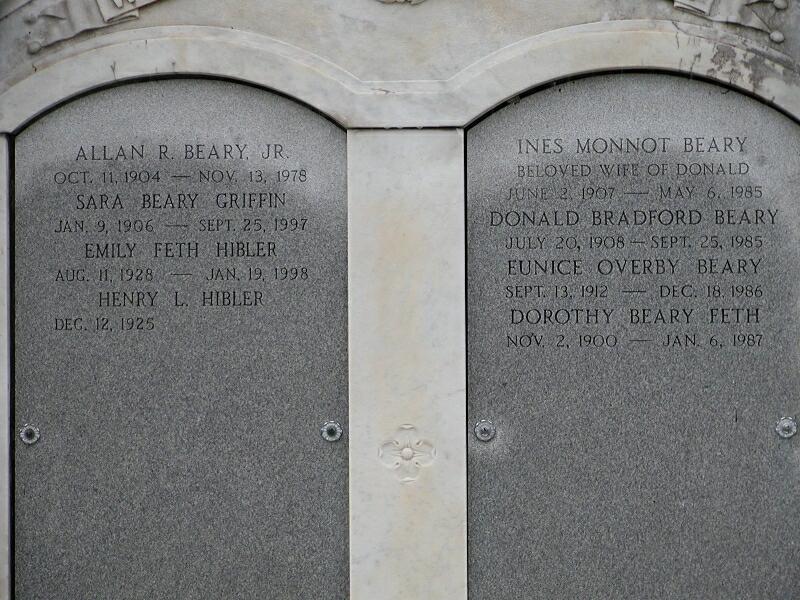 ALLAN R. BEARY, JR.
OCT. 11, 1904 — NOV. 13, 1978
SARA BEARY GRIFFIN
JAN. 9, 1906 — SEPT. 25, 1997
EMILY FETH HIBLER
AUG. 11, 1928 — JAN. 19, 1998
HENRY L. HIBLER
DEC. 12, 1925
INES MONNOT BEARY
BELOVED WIFE OF DONALD
JUNE 2, 1907 — MAY 6, 1985
DONALD BRADFORD BEARY
JULY 20, 1908 — SEPT. 25, 1985
EUNICE OVERBY BEARY
SEPT. 13, 1912 — DEC. 18, 1986
DOROTHY BEARY FETH
NOV. 2, 1900 — JAN. 6, 1987